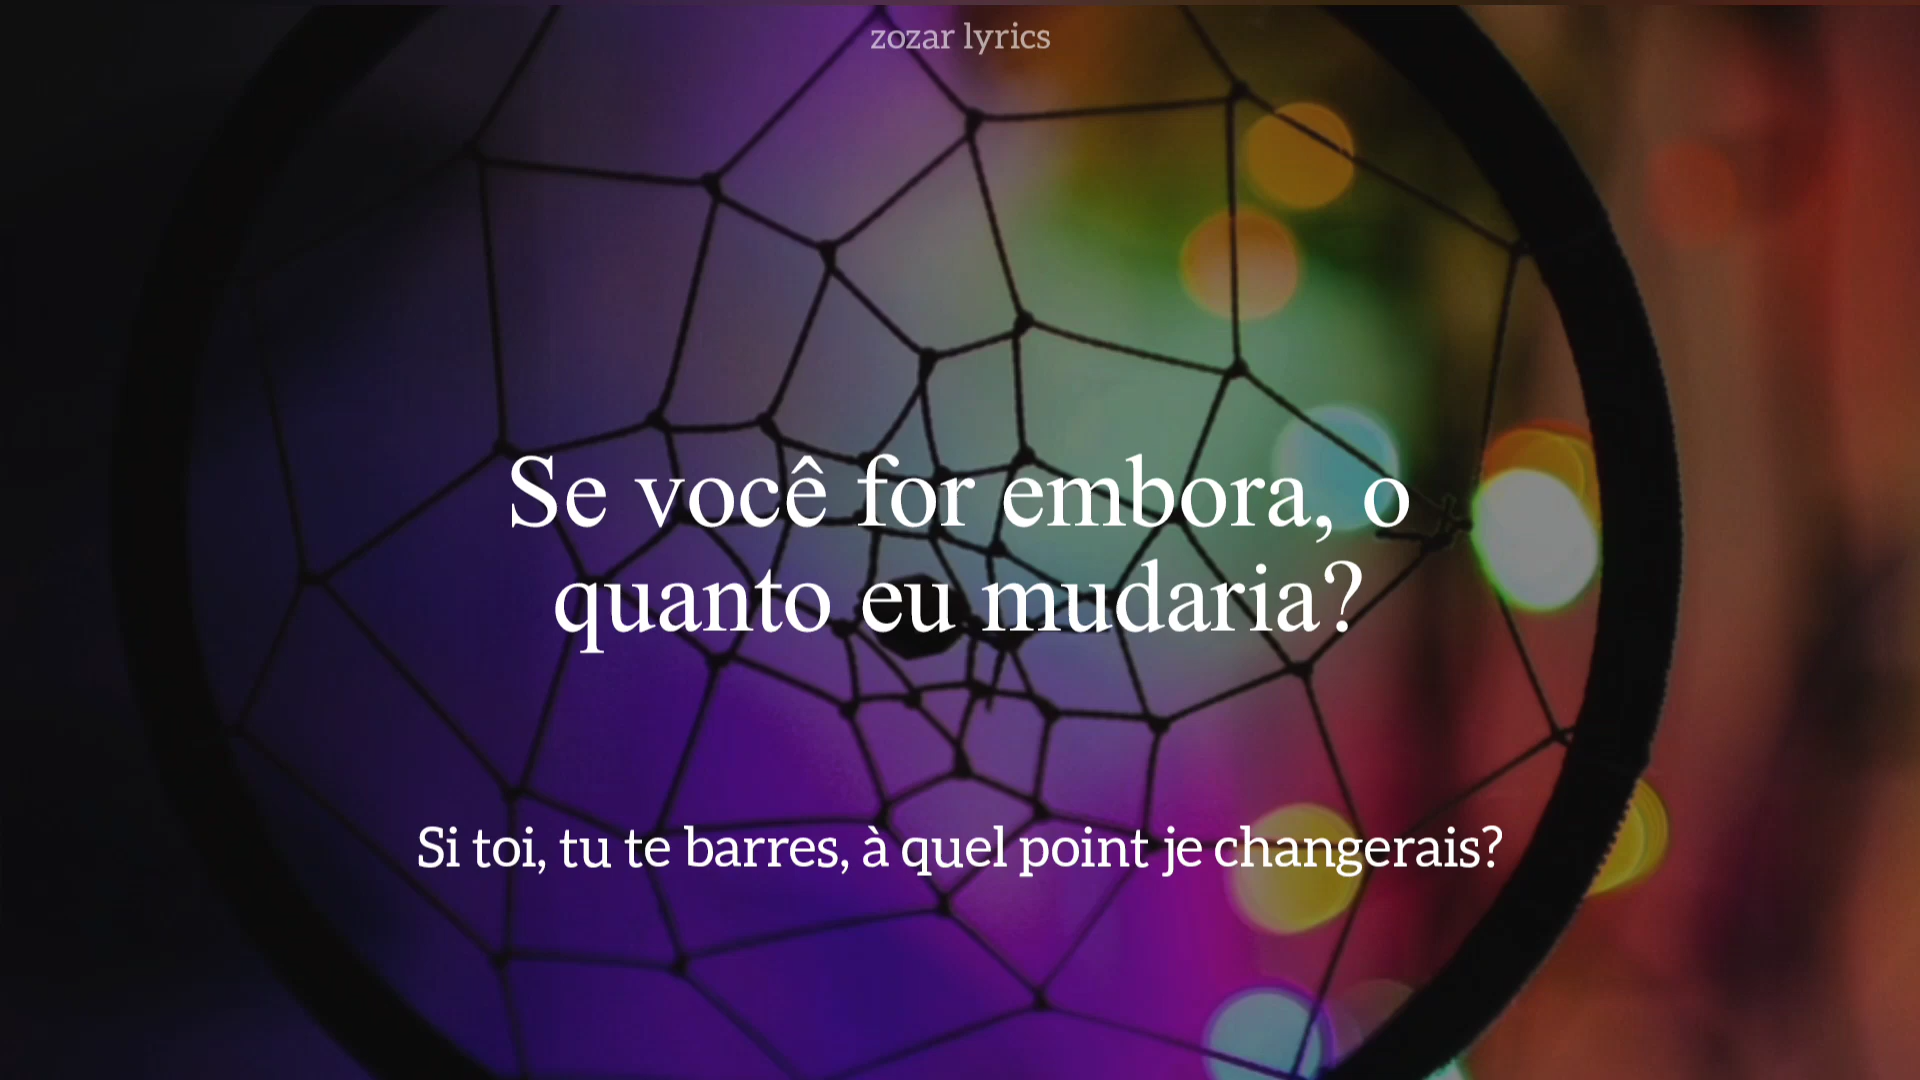 zozar lyrics
Se você for embora, o
quanto eu mudaria?
Si toi, tu te barres, à quel point je changerais?